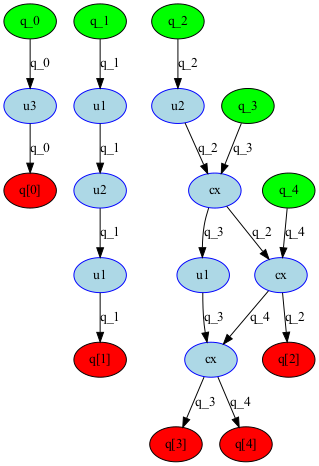 q_0 q_1 q_2
q_0 q_1 q_2
u3 u1 u2 q_3
q_0 q_1 q_2 q_3
q[0] u2 cx q_4
q_1 q_3 q_2 q_4
u1 u1 cx
q_1 q_3 q_4 q_2
q[1] cx q[2]
q_3 q_4
q[3] q[4]